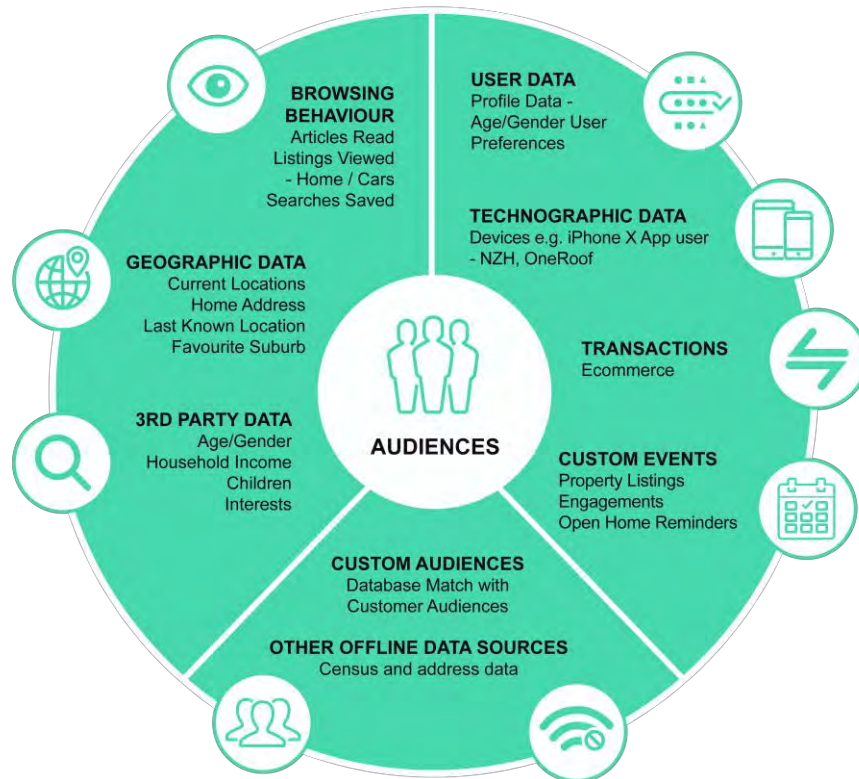 BROWSING
BEHAVIOUR
Articles Read
Listings Viewed
- Home / Cars
Searches Saved
GEOGRAPHIC DATA
Current Locations
Home Address
Last Known Location
Favourite Suburb
3RD PARTY DATA
Age/Gender
Household Income
Children
Interests
USER DATA
Profile Data -
Age/Gender User
Preferences
TECHNOGRAPHIC DATA
Devices e.g. iPhone X App user
- NZH, OneRoof
TRANSACTIONS
Ecommerce
CUSTOM EVENTS
Property Listings
Engagements
Open Home Reminders
AUDIENCES
CUSTOM AUDIENCES
Database Match with
Customer Audiences
OTHER OFFLINE DATA SOURCES
Census and address data